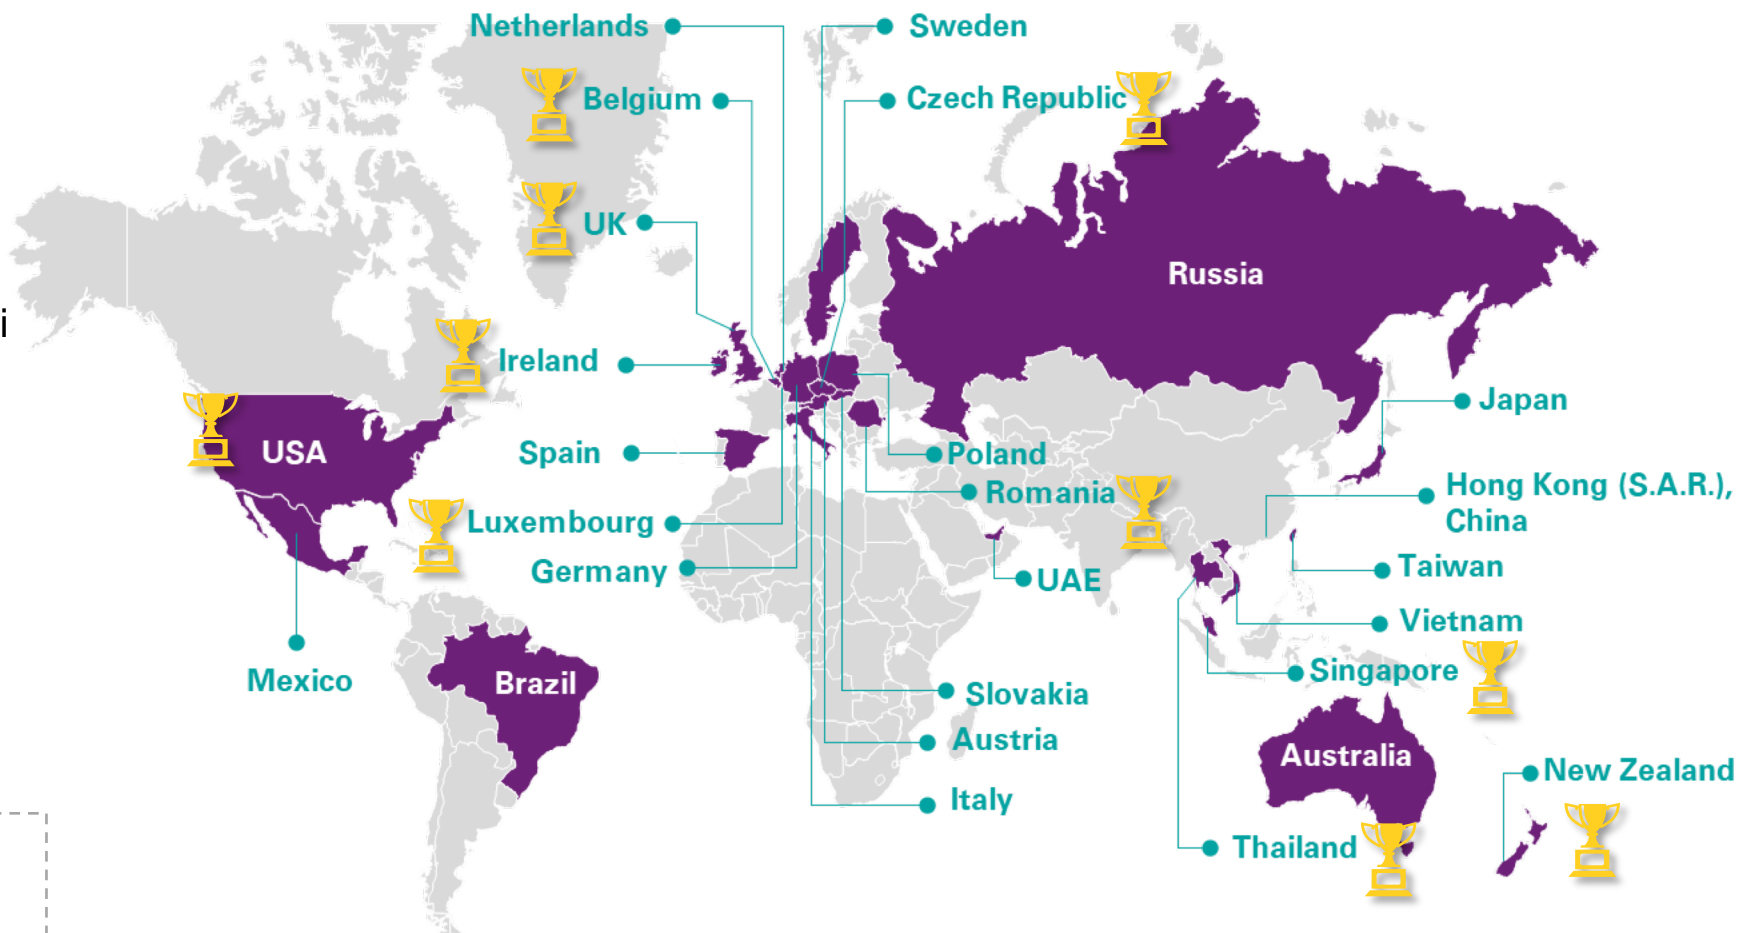 Netherlands
Sweden
Belgium
Czech Republic
UK
Russia
i
Ireland
Japan
USA
Spain
Poland
Hong Kong (S.A.R.),
China
Romania
Luxembourg
Germany
UAE
Taiwan
Vietnam
Singapore
Mexico
Brazil
Slovakia
Austria
Australia
New Zealand
Italy
Thailand